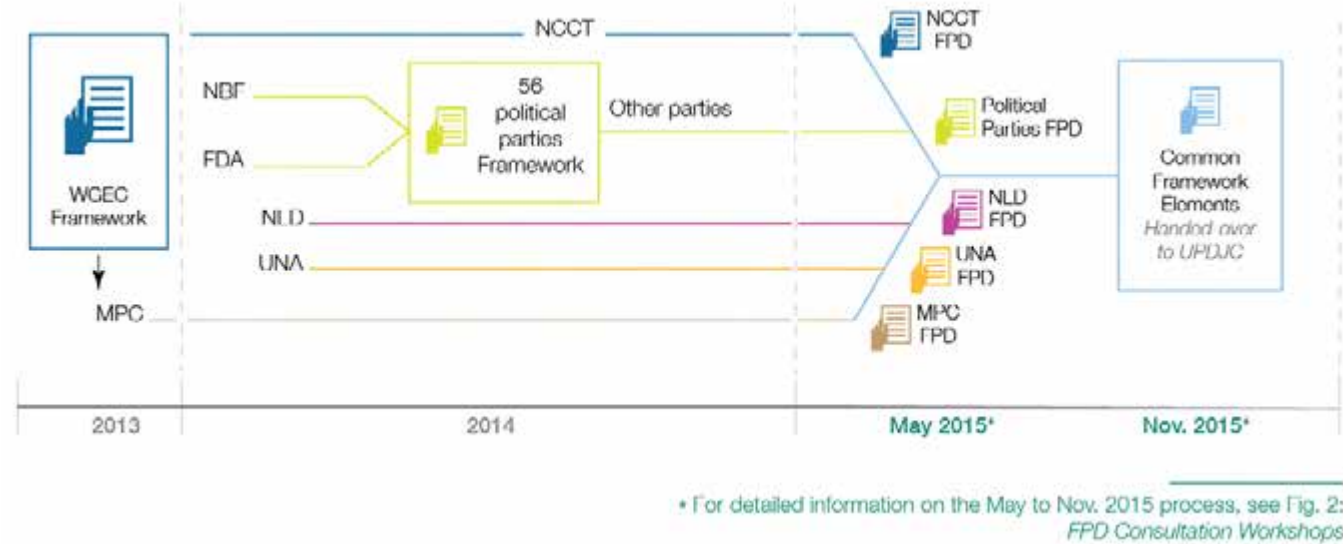 WGEC
Framework
MPC
NCCT
NBF
FDA
56
political
parties
Framework
Other parties
NLD
UNA
NCCT
FPD
Political
Parties FPD
NLD
FPD
UNA
FPD
MPC
FPD
Common
Framework
Elements
Handed over
to UPDJC
2013
2014
May 2015*
Nov. 2015*
* For detailed information on the May to Nov. 2015 process, see Fig. 2:
FPD Consultation Workshops